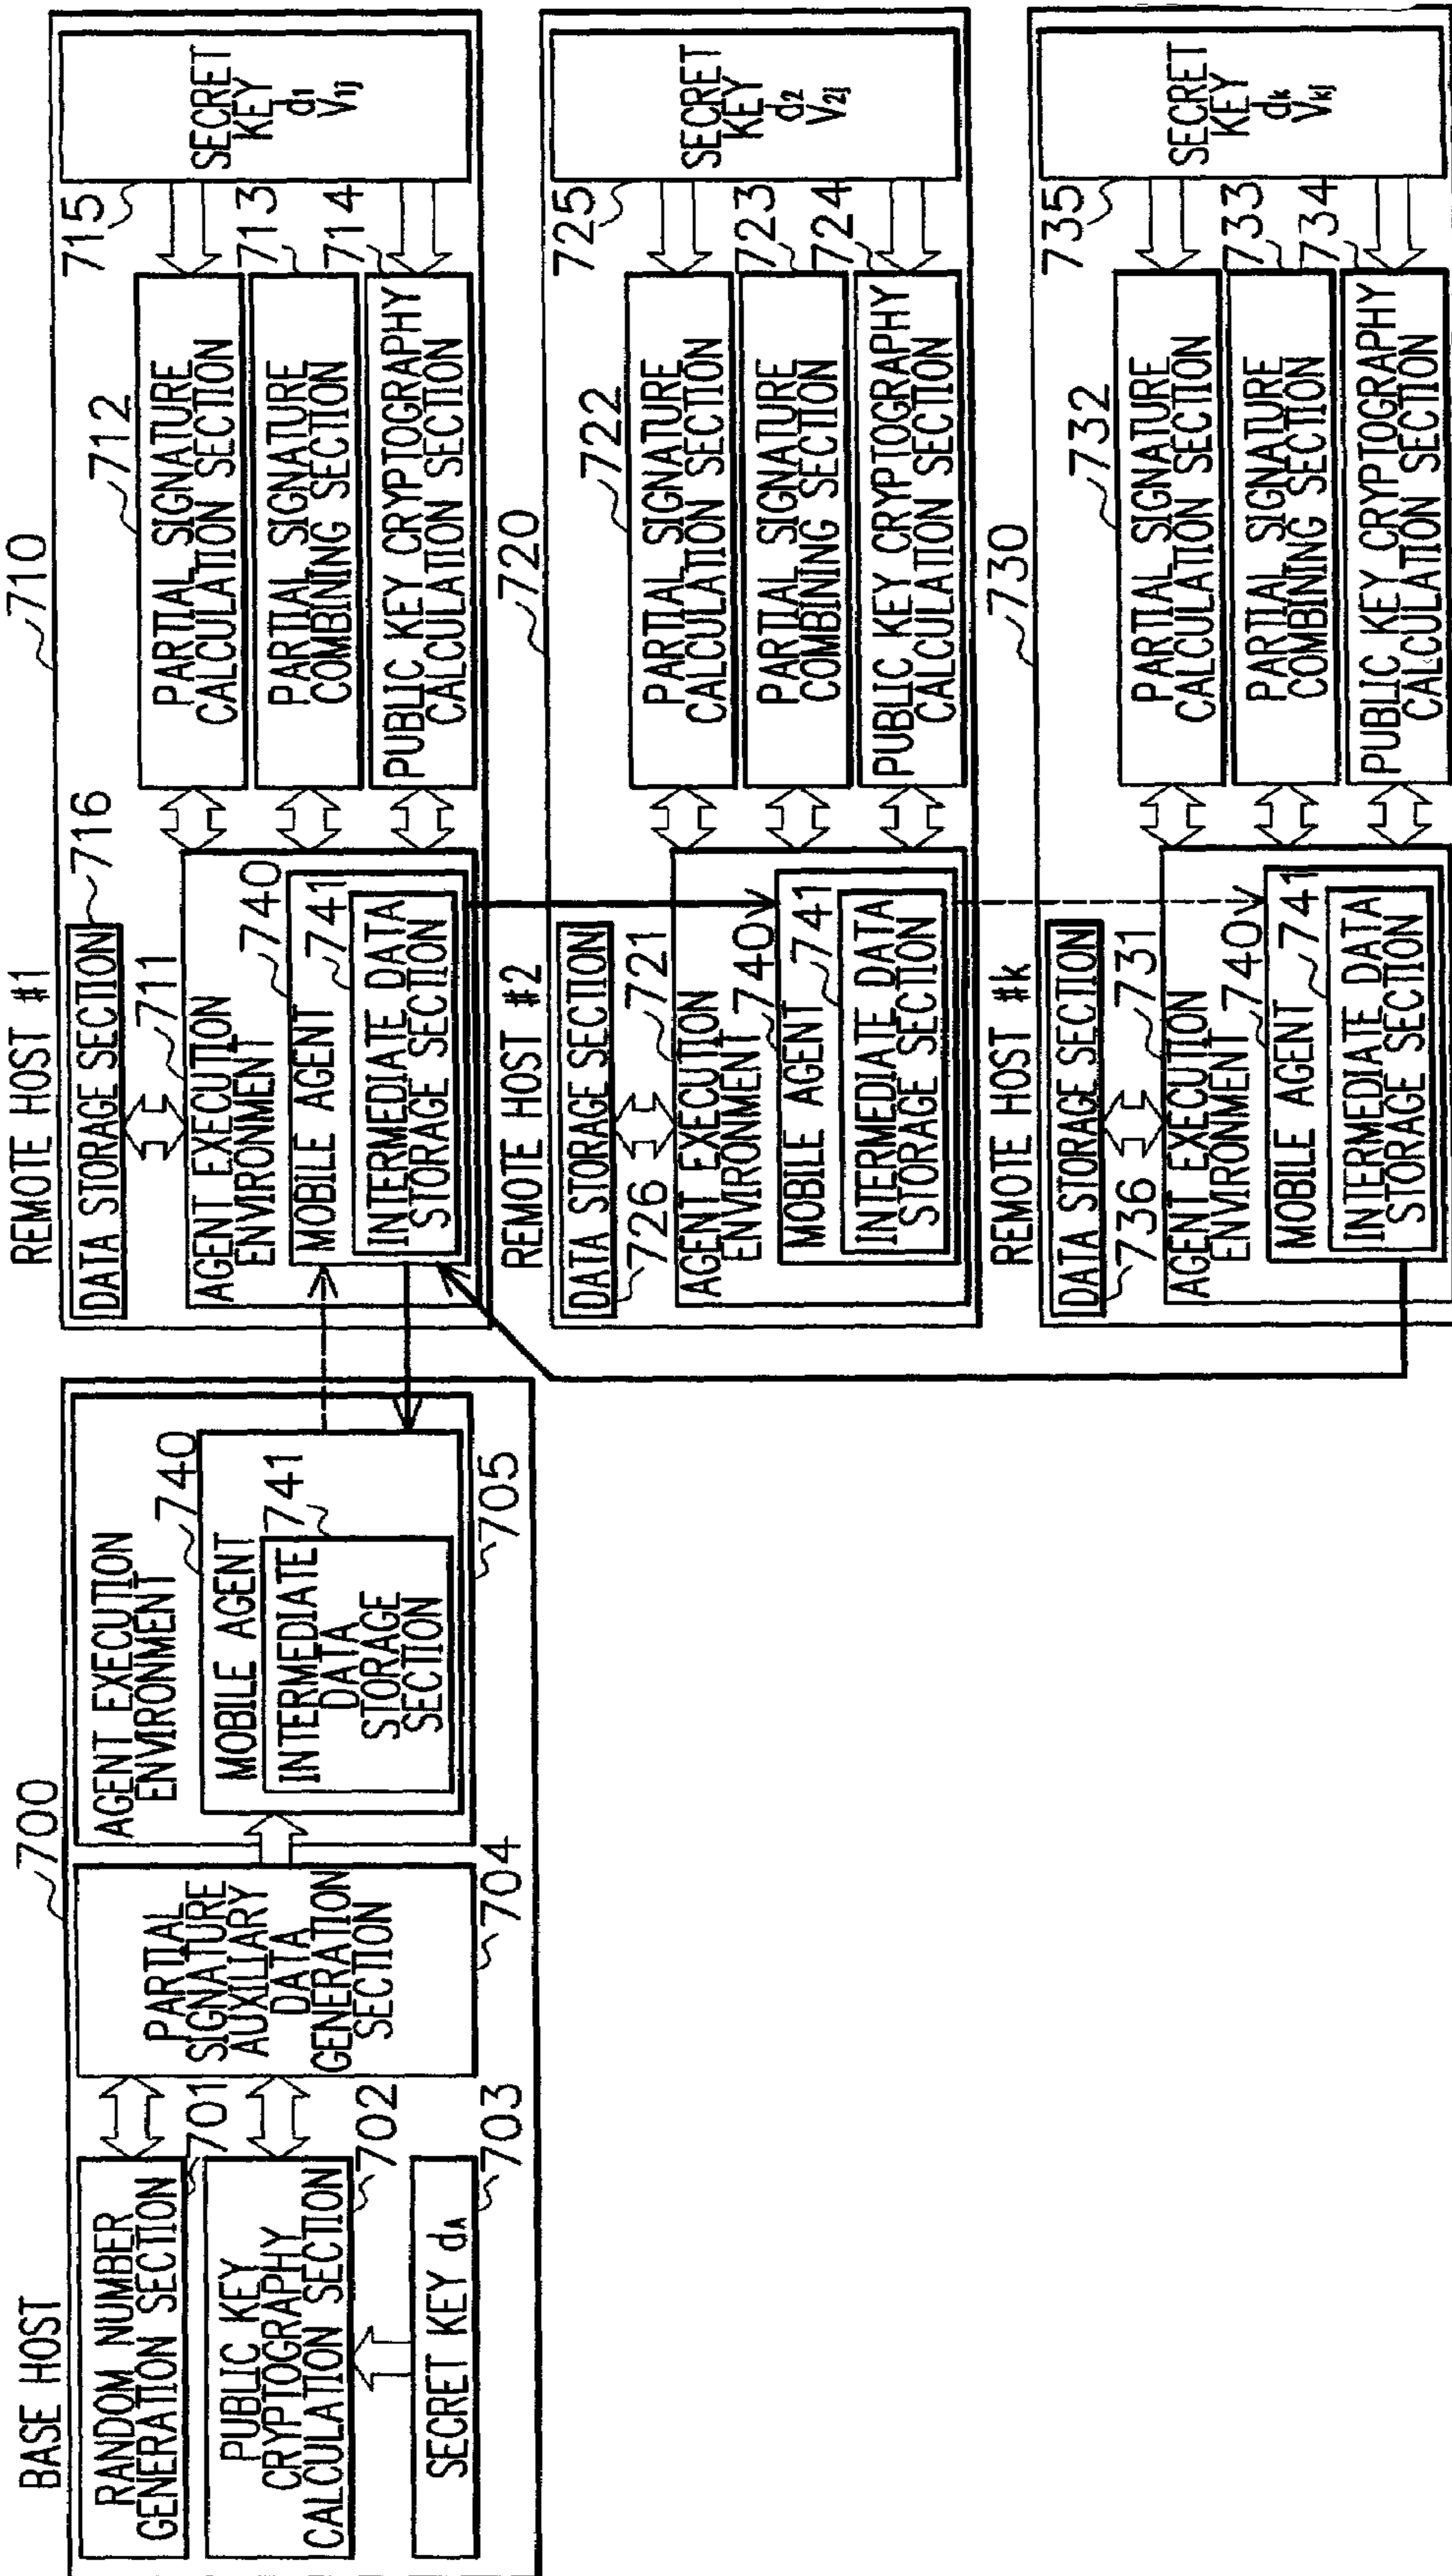 BASE HOST
700
RANDOM NUMBER
GENERATION SECTION
701
PUBLIC KEY
CRYPTOGRAPHY
CALCULATION SECTION
702
SECRET KEY dA
703
PARTIAL
SIGNATURE
AUXILIARY
DATA
GENERATION
SECTION
704
AGENT EXECUTION
ENVIRONMENT
740
MOBILE AGENT
741
INTERMEDIATE
DATA
STORAGE
SECTION
705
REMOTE HOST #1
710
DATA STORAGE SECTION
716
711
AGENT EXECUTION
ENVIRONMENT
740
MOBILE AGENT
741
INTERMEDIATE DATA
STORAGE SECTION
712
PARTIAL SIGNATURE
CALCULATION SECTION
713
PARTIAL SIGNATURE
COMBINING SECTION
714
PUBLIC KEY CRYPTOGRAPHY
CALCULATION SECTION
715
SECRET
KEY
d1
V1j
REMOTE HOST #2
720
DATA STORAGE SECTION
726
721
AGENT EXECUTION
ENVIRONMENT
740
MOBILE AGENT
741
INTERMEDIATE DATA
STORAGE SECTION
722
PARTIAL SIGNATURE
CALCULATION SECTION
723
PARTIAL SIGNATURE
COMBINING SECTION
724
PUBLIC KEY CRYPTOGRAPHY
CALCULATION SECTION
725
SECRET
KEY
d2
V2j
REMOTE HOST #k
730
DATA STORAGE SECTION
736
731
AGENT EXECUTION
ENVIRONMENT
740
MOBILE AGENT
741
INTERMEDIATE DATA
STORAGE SECTION
732
PARTIAL SIGNATURE
CALCULATION SECTION
733
PARTIAL SIGNATURE
COMBINING SECTION
734
PUBLIC KEY CRYPTOGRAPHY
CALCULATION SECTION
735
SECRET
KEY
dk
Vkj